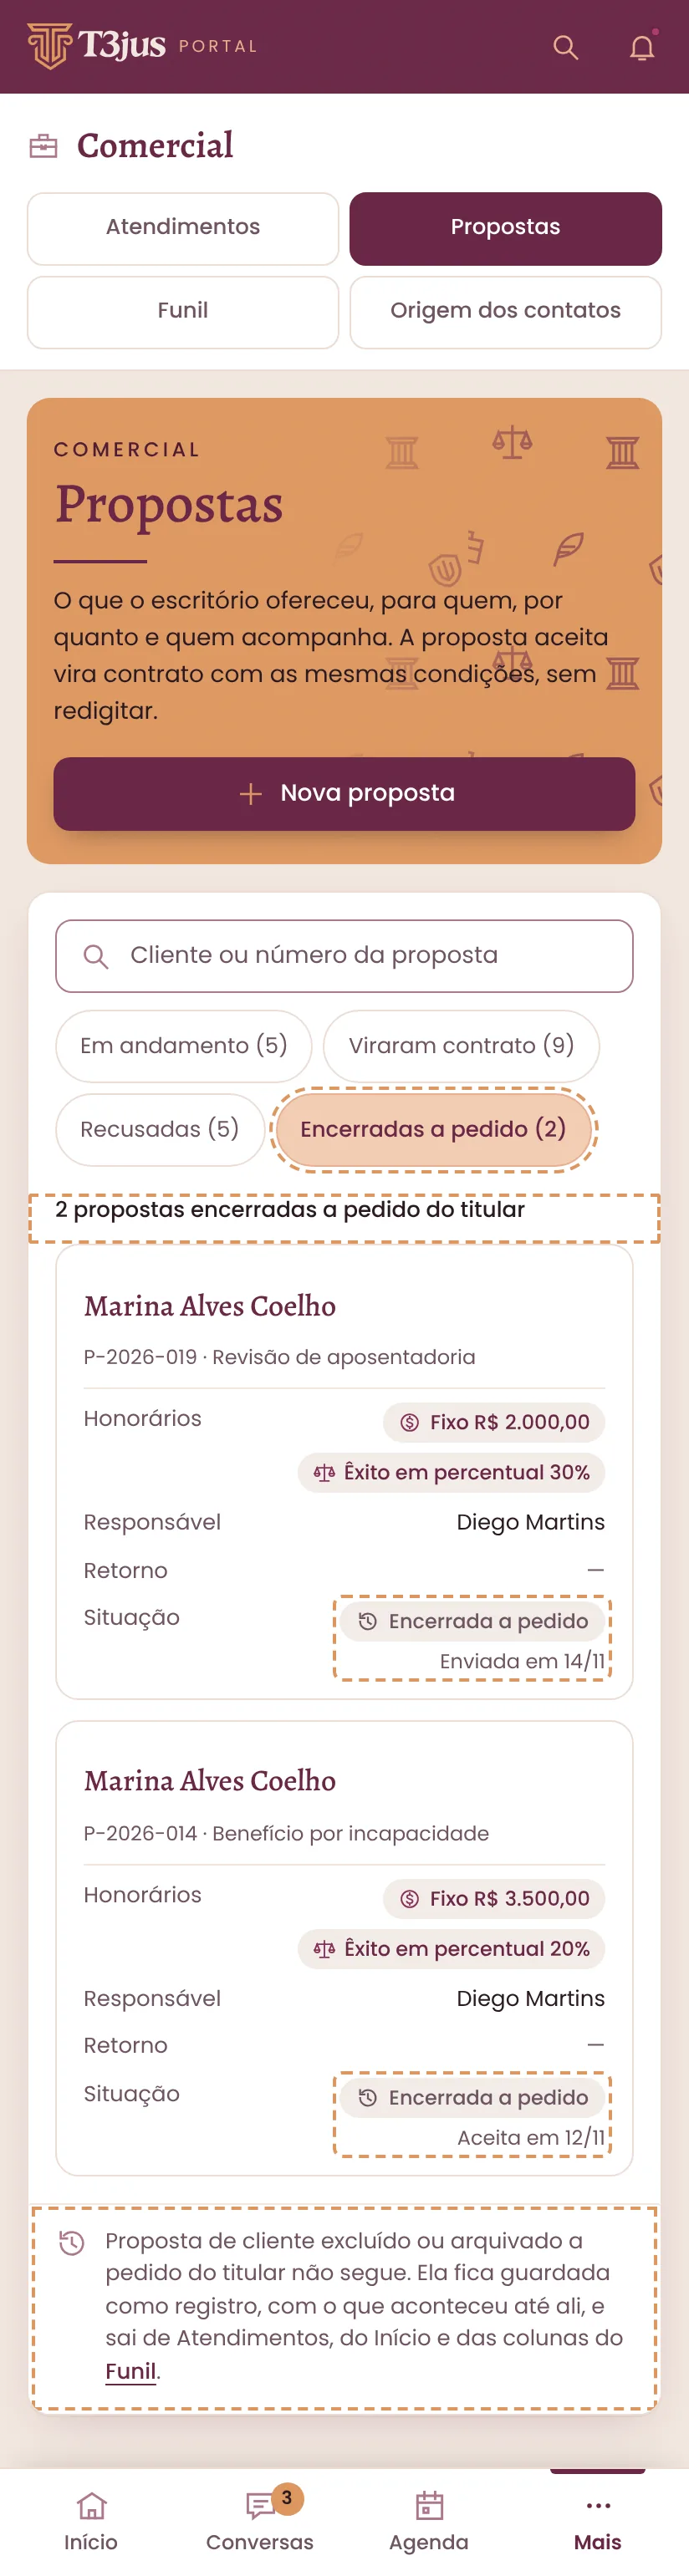 T3jus PORTAL
Comercial
Atendimentos
Propostas
Funil
Origem dos contatos
COMERCIAL
Propostas
O que o escritório ofereceu, para quem, por
quanto e quem acompanha. A proposta aceita
vira contrato com as mesmas condições, sem
redigitar.
Nova proposta
Cliente ou número da proposta
Em andamento (5)
Viraram contrato (9)
Recusadas (5)
Encerradas a pedido (2)
2 propostas encerradas a pedido do titular
Marina Alves Coelho
P-2026-019 · Revisão de aposentadoria
Honorários
Fixo R$ 2.000,00
Êxito em percentual 30%
Responsável
Diego Martins
Retorno
—
Situação
Encerrada a pedido
Enviada em 14/11
Marina Alves Coelho
P-2026-014 · Benefício por incapacidade
Honorários
Fixo R$ 3.500,00
Êxito em percentual 20%
Responsável
Diego Martins
Retorno
—
Situação
Encerrada a pedido
Aceita em 12/11
Proposta de cliente excluído ou arquivado a
pedido do titular não segue. Ela fica guardada
como registro, com o que aconteceu até ali, e
sai de Atendimentos, do Início e das colunas do
Funil.
3
Início
Conversas
Agenda
Mais